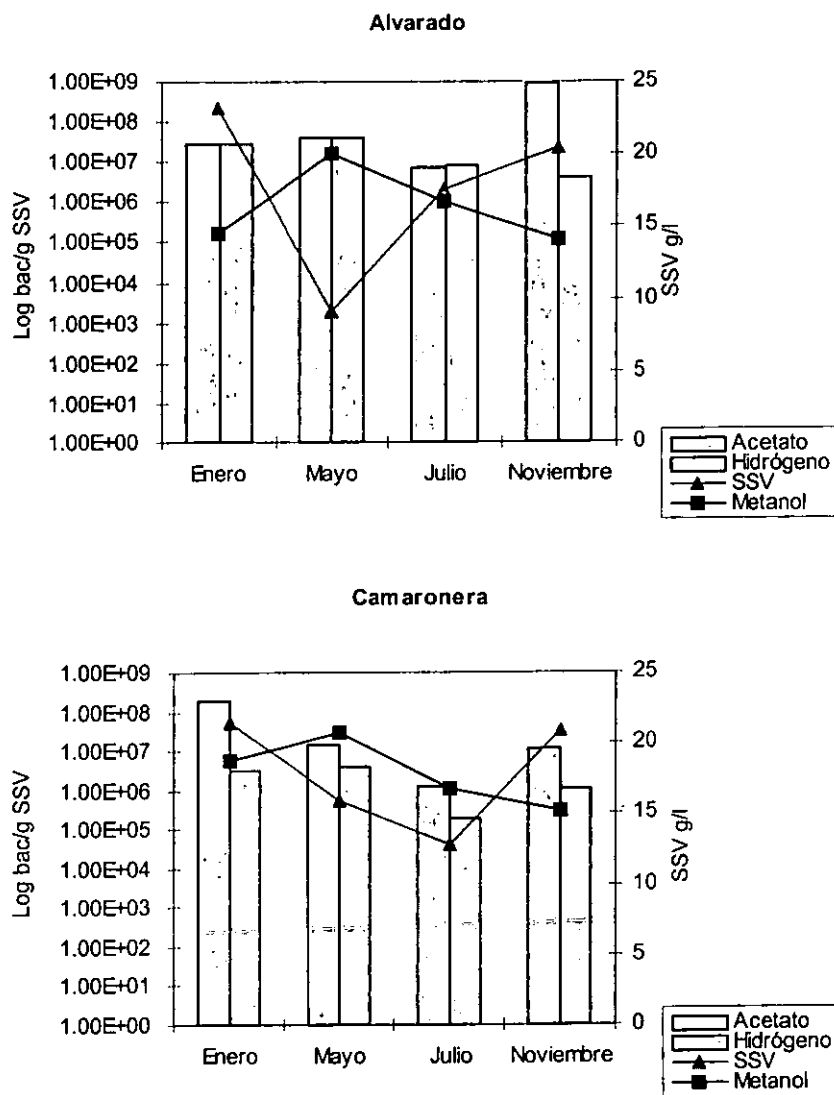 Alvarado
1.00E+09
1.00E+08
1.00E+07
1.00E+06
1.00E+05
1.00E+04
1.00E+03
1.00E+02
1.00E+01
1.00E+00
Log bac/g SSV
25
20
15
10
5
0
SSV g/l
Enero Mayo Julio Noviembre
Acetato
Hidrógeno
SSV
Metanol
Camaronera
1.00E+09
1.00E+08
1.00E+07
1.00E+06
1.00E+05
1.00E+04
1.00E+03
1.00E+02
1.00E+01
1.00E+00
Log bac/g SSV
25
20
15
10
5
0
SSV g/l
Enero Mayo Julio Noviembre
Acetato
Hidrógeno
SSV
Metanol